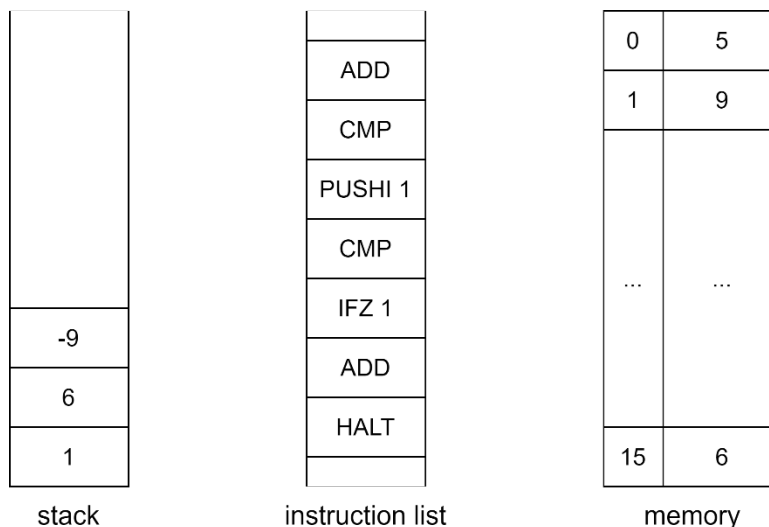 -9
6
1
stack
ADD
CMP
PUSHI 1
CMP
IFZ 1
ADD
HALT
instruction list
0 5
1 9
... ...
15 6
memory